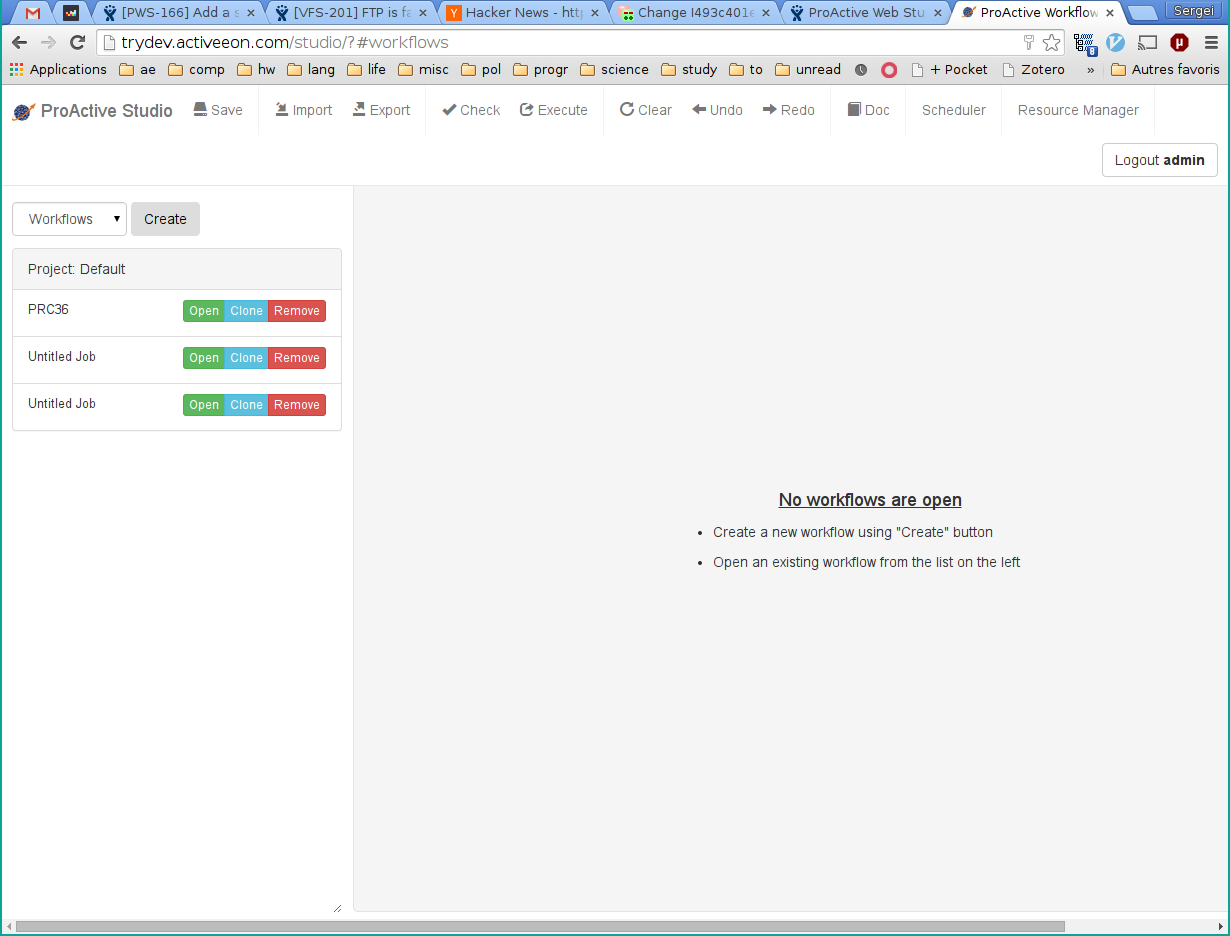 [PWS-166] Add a s [VFS-201] FTP is fa Hacker News - http Change I493c401e ProActive Web Stu ProActive Workflow Sergei
trydev.activeeon.com/studio/?#workflows 8
Applications ae comp hw lang life misc pol progr science study to unread + Pocket Zotero » Autres favoris
ProActive Studio Save Import Export Check Execute Clear Undo Redo Doc Scheduler Resource Manager
Logout admin
Workflows Create
Project: Default
PRC36 Open Clone Remove
Untitled Job Open Clone Remove
Untitled Job Open Clone Remove
No workflows are open
• Create a new workflow using "Create" button
• Open an existing workflow from the list on the left